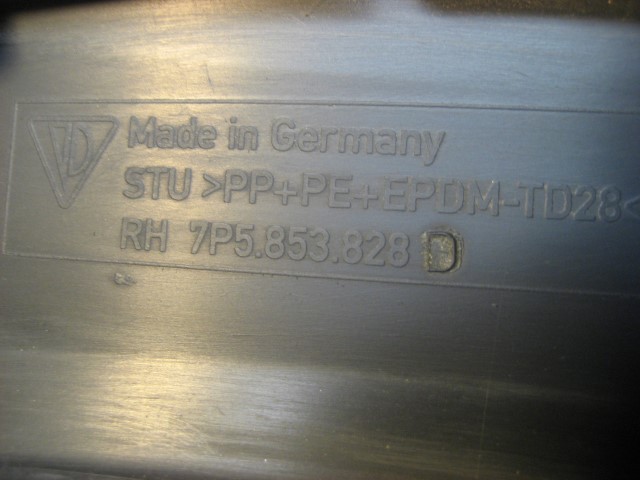 Made in Germany
STU >PP+PE+EPDM-TD28<
RH 7P5.853.828 D